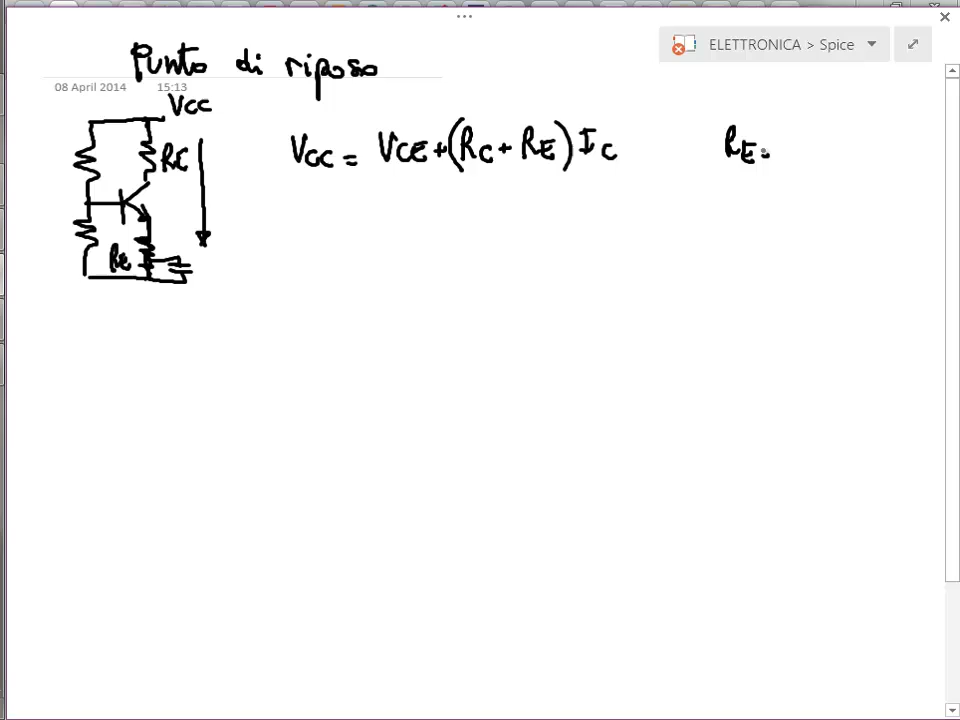 ELETTRONICA > Spice
Punto di riposo
08 April 2014 15:13
VCC
RC
RE
VCC = VCE+(RC+RE)IC
RE=